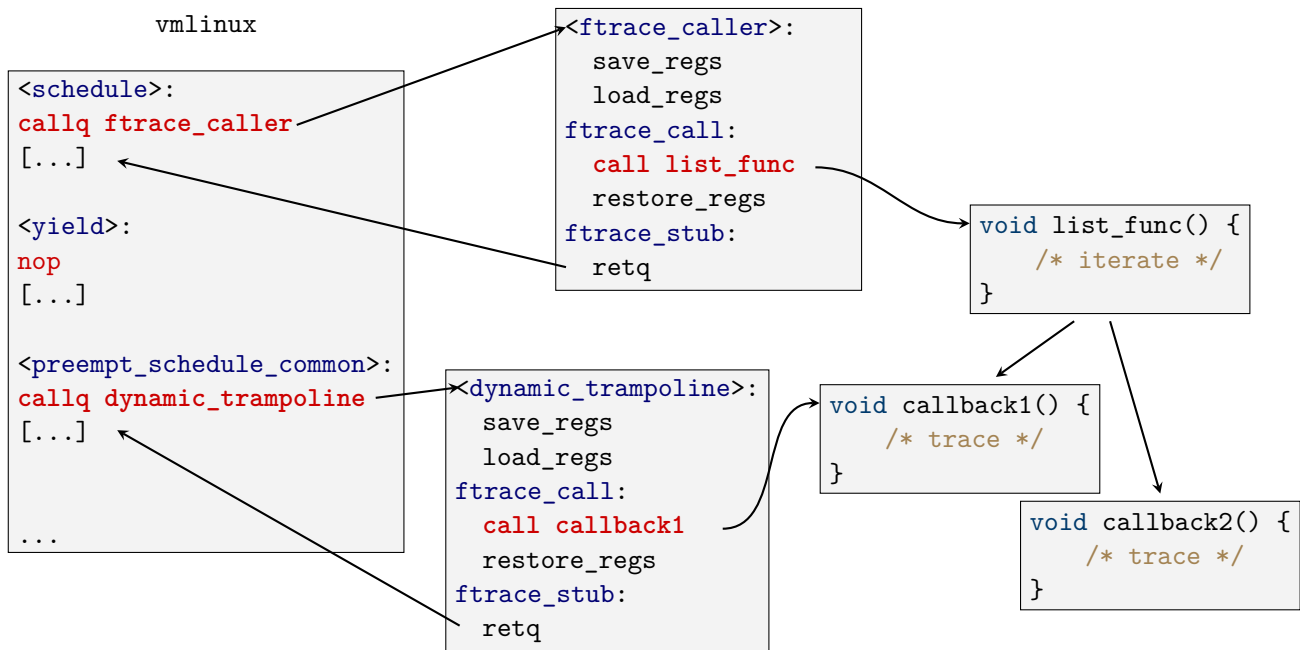 vmlinux
<schedule>:
callq ftrace_caller
[...]
<yield>:
nop
[...]
<preempt_schedule_common>:
callq dynamic_trampoline
[...]
...
<ftrace_caller>:
save_regs
load_regs
ftrace_call:
call list_func
restore_regs
ftrace_stub:
retq
<dynamic_trampoline>:
save_regs
load_regs
ftrace_call:
call callback1
restore_regs
ftrace_stub:
retq
void list_func() {
/* iterate */
}
void callback1() {
/* trace */
}
void callback2() {
/* trace */
}